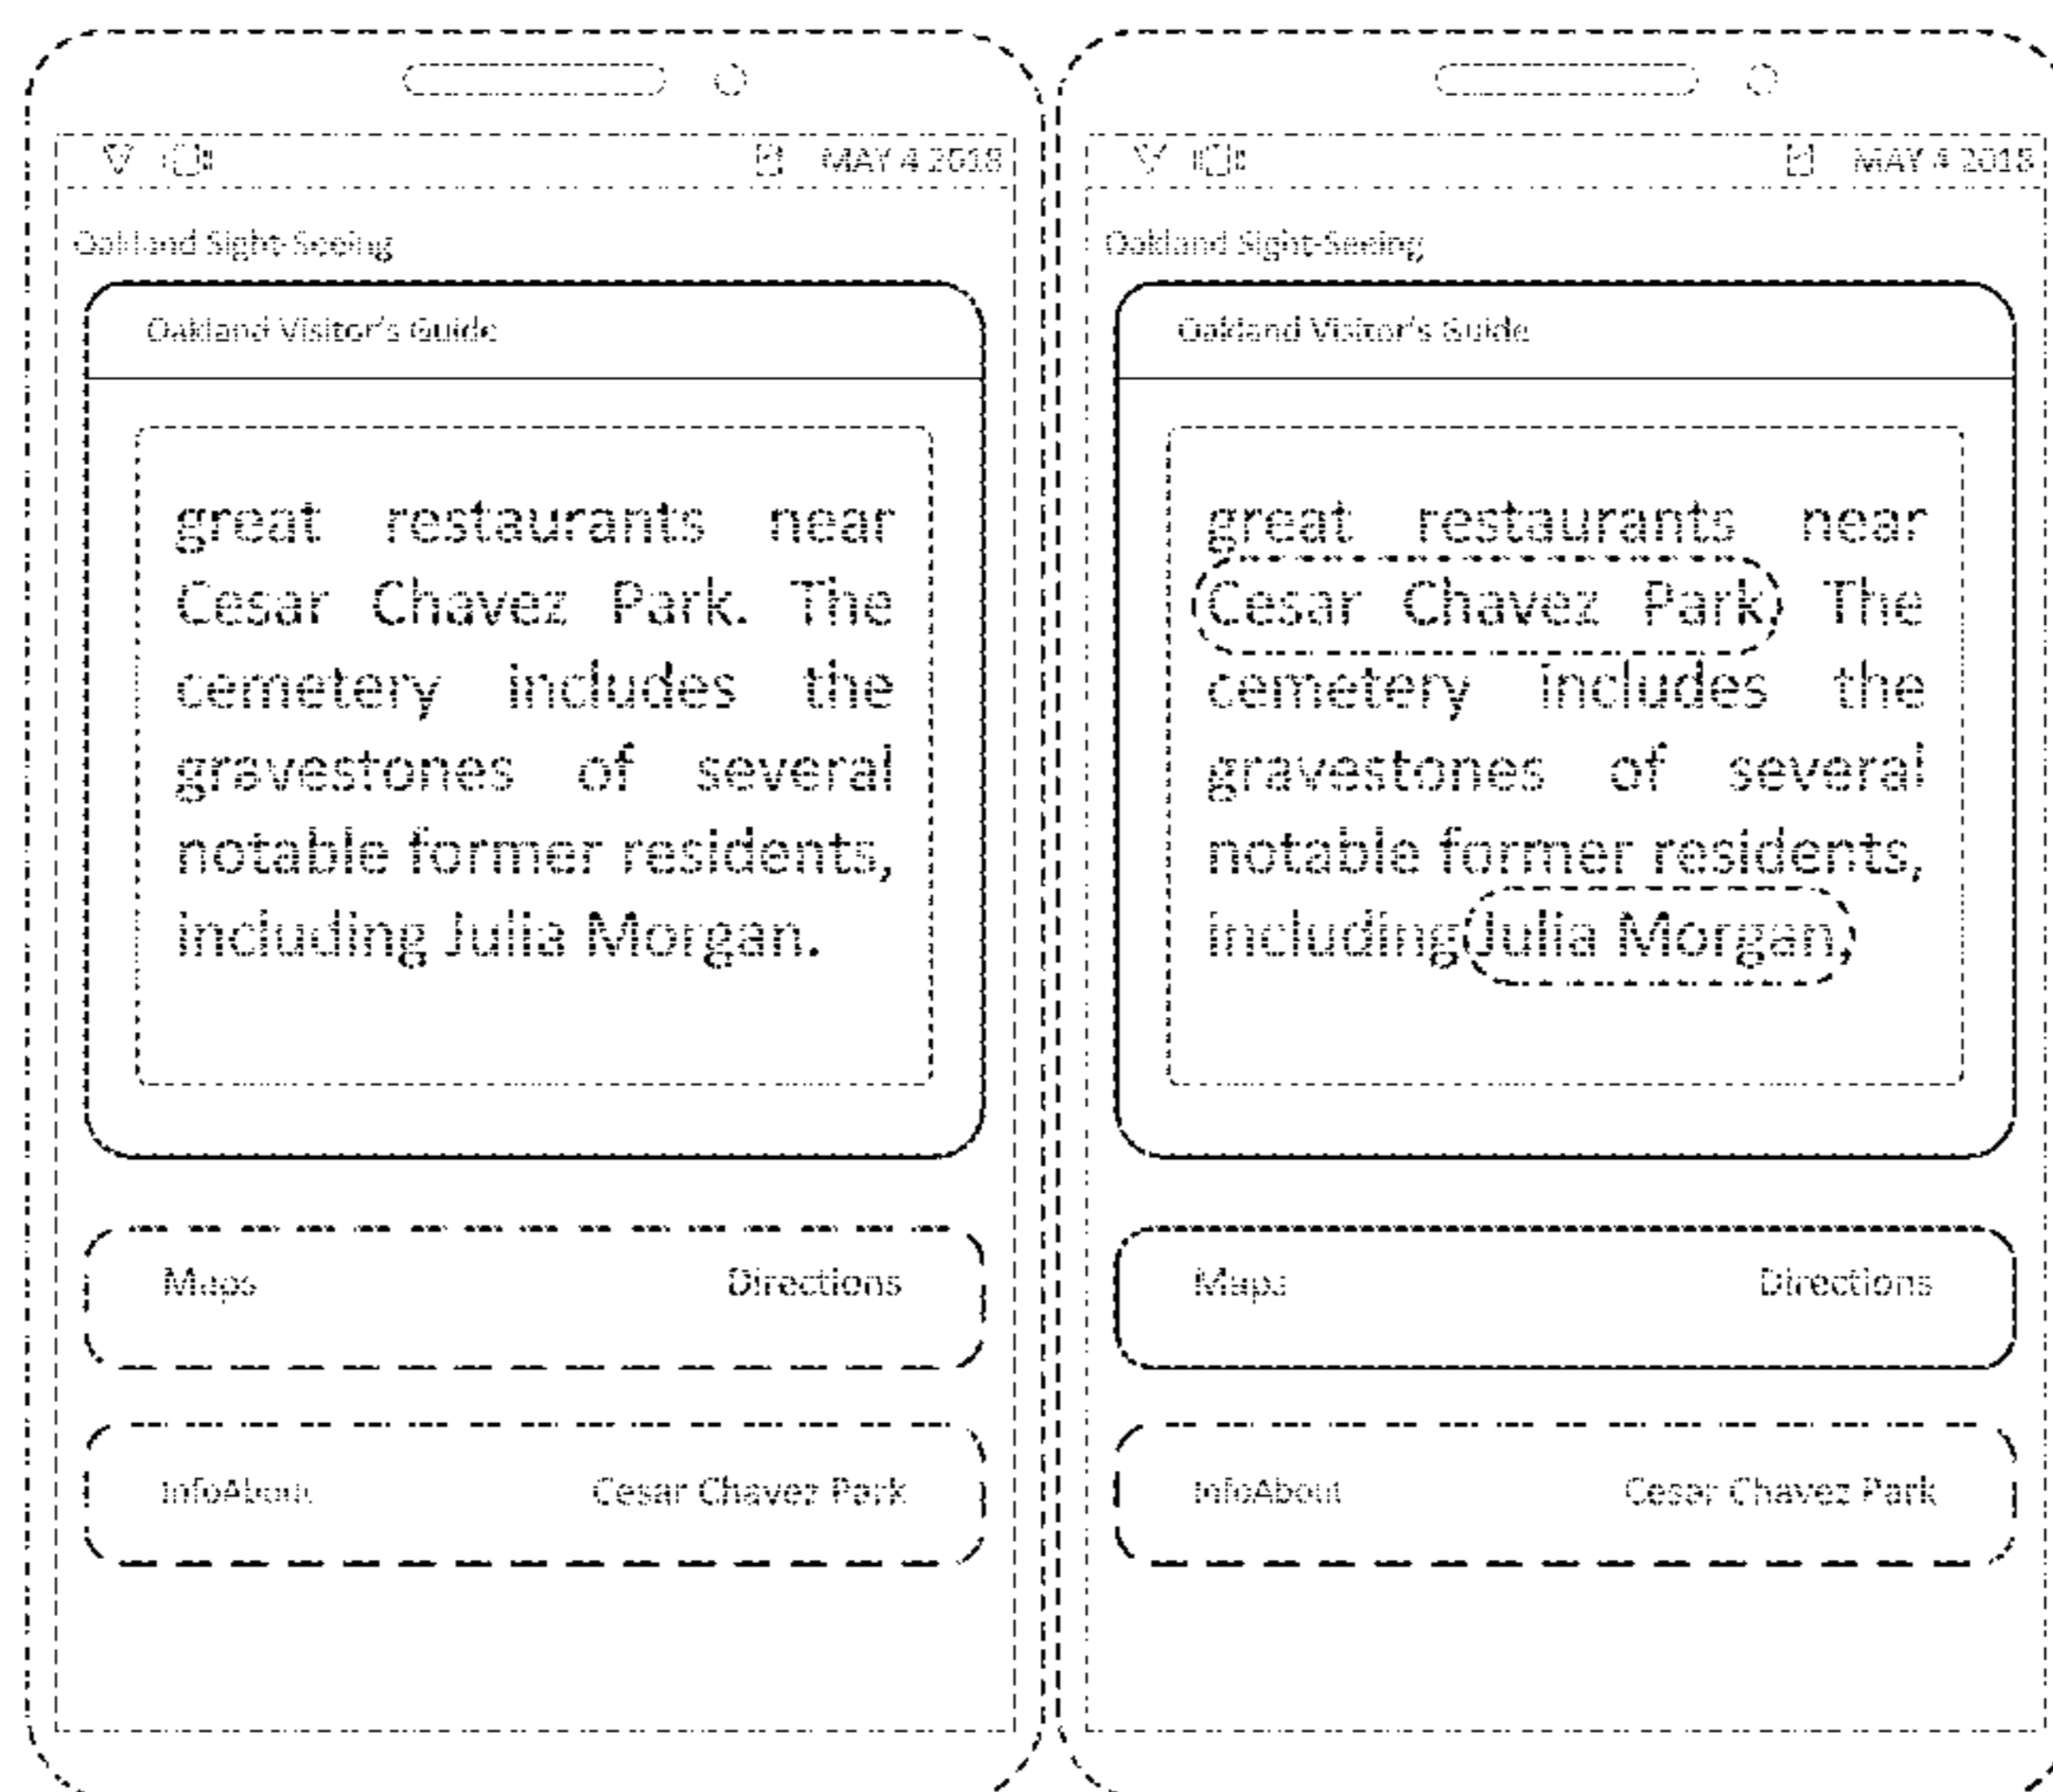 MAY 4 2018
Oakland Sight-Seeing
Oakland Visitor's Guide
great restaurants near
Cesar Chavez Park. The
cemetery includes the
gravestones of several
notable former residents,
including Julia Morgan.
Maps Directions
InfoAbout Cesar Chavez Park
MAY 4 2018
Oakland Sight-Seeing
Oakland Visitor's Guide
great restaurants near
Cesar Chavez Park. The
cemetery includes the
gravestones of several
notable former residents,
including Julia Morgan.
Maps Directions
InfoAbout Cesar Chavez Park